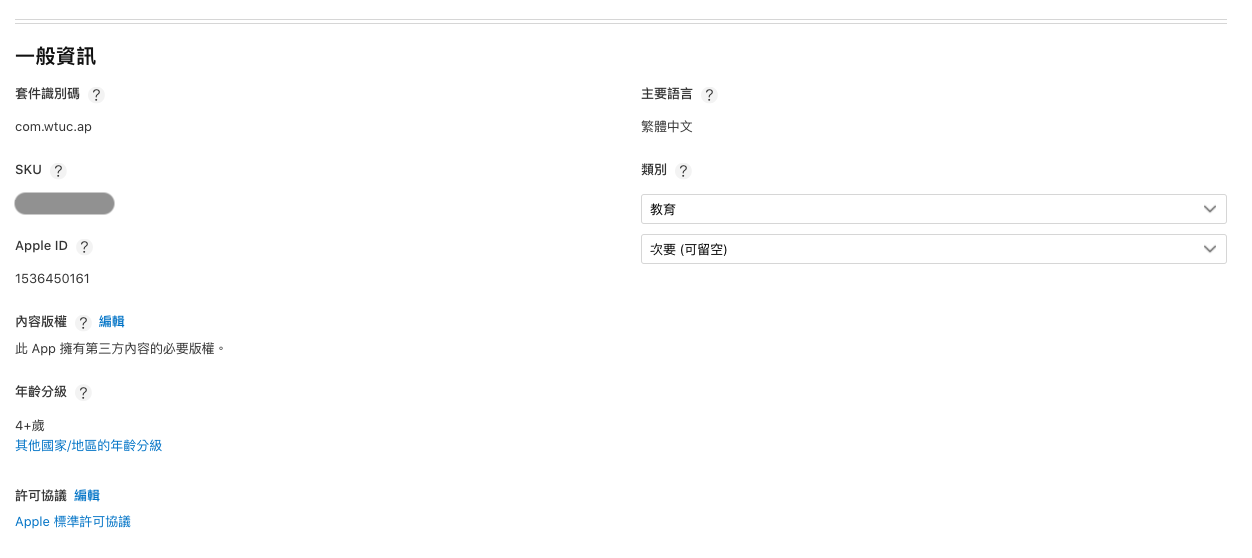 一般資訊
套件識別碼 ?
com.wtuc.ap
SKU ?
Apple ID ?
1536450161
內容版權 ? 編輯
此 App 擁有第三方內容的必要版權。
年齡分級 ?
4+歲
其他國家/地區的年齡分級
許可協議 編輯
Apple 標準許可協議
主要語言 ?
繁體中文
類別 ?
教育
次要 (可留空)